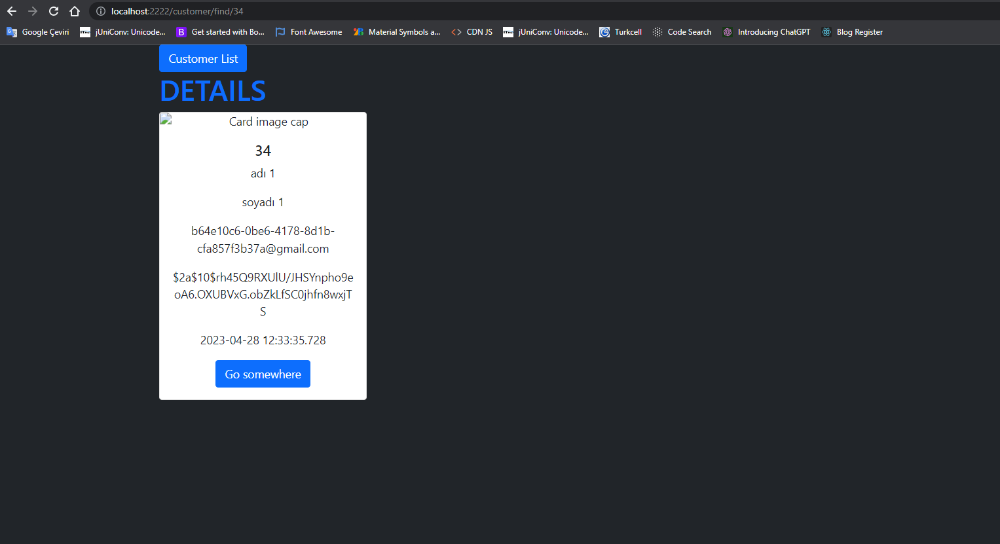 localhost:2222/customer/find/34
Google Çeviri jUniConv: Unicode... Get started with Bo... Font Awesome Material Symbols a... CDN JS jUniConv: Unicode... Turkcell Code Search Introducing ChatGPT Blog Register
Customer List
DETAILS
Card image cap
34
adı 1
soyadı 1
b64e10c6-0be6-4178-8d1b-
cfa857f3b37a@gmail.com
$2a$10$rh45Q9RXUlU/JHSYnpho9e
oA6.OXUBVxG.obZkLfSC0jhfn8wxjT
S
2023-04-28 12:33:35.728
Go somewhere